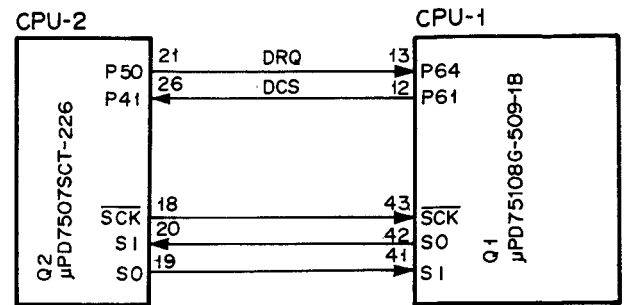 CPU-2
CPU-1
21 DRQ 13
P50 P64
26 DCS 12
P41 P61
18 43
SCK SCK
20 42
SI SO
19 41
SO SI
Q2
μPD7507SCT-226
Q1
μPD75108G-509-1B